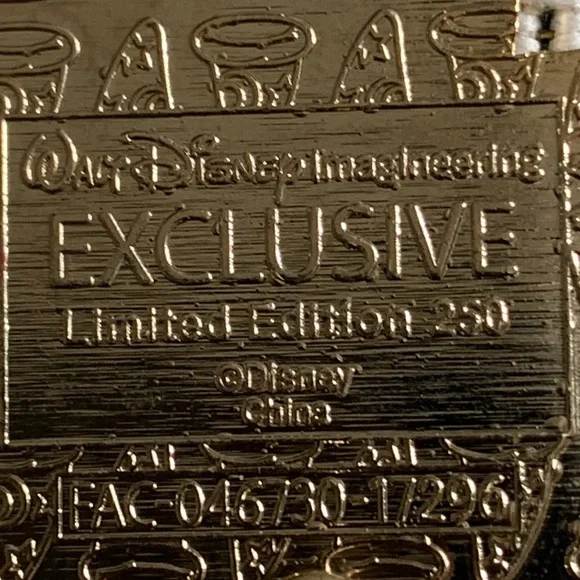 Walt Disney Imagineering
EXCLUSIVE
Limited Edition 250
©Disney
China
FAC-046730-17296